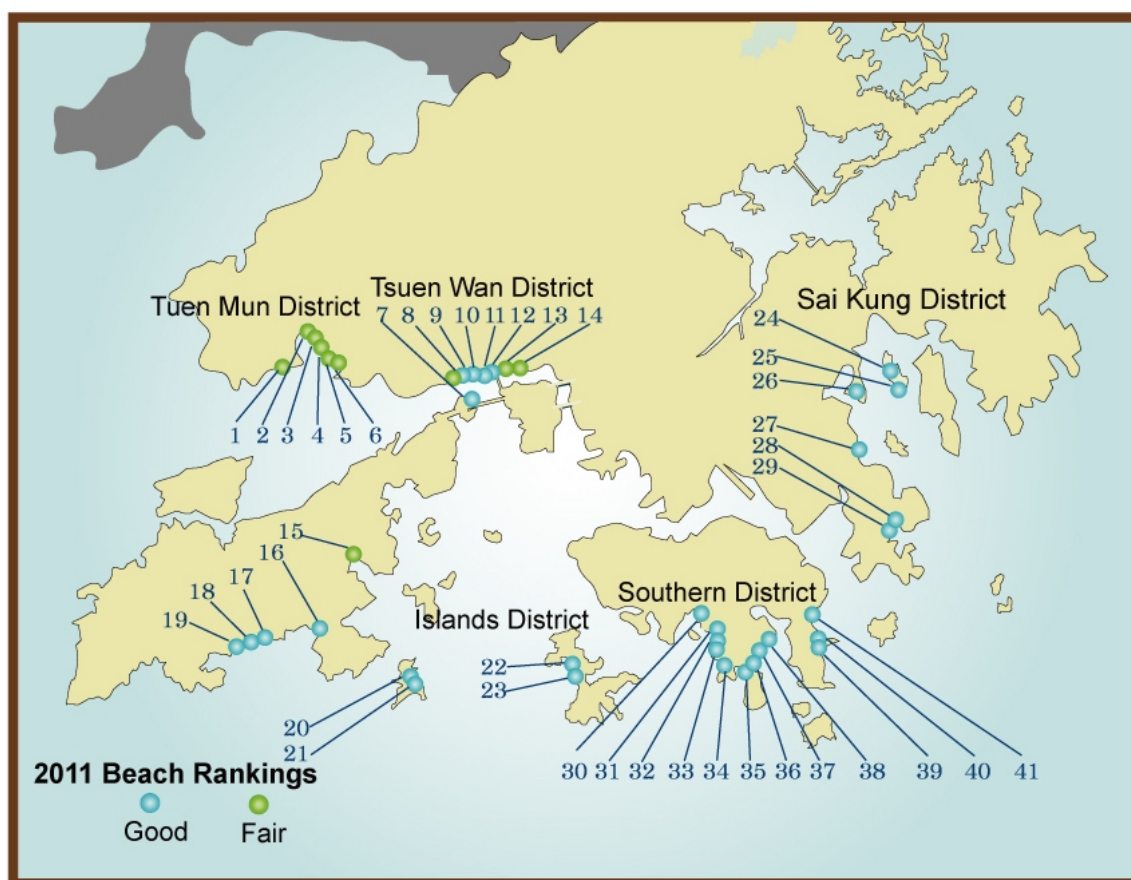 Tsuen Wan District
Tuen Mun District
Sai Kung District
7 8 9 10 11 12 13 14
24
25
26
1 2 3 4 5 6
27
28
29
15
16
17
18
19
Southern District
Islands District
22
23
20
21
30 31 32 33 34 35 36 37 38 39 40 41
2011 Beach Rankings
Good Fair